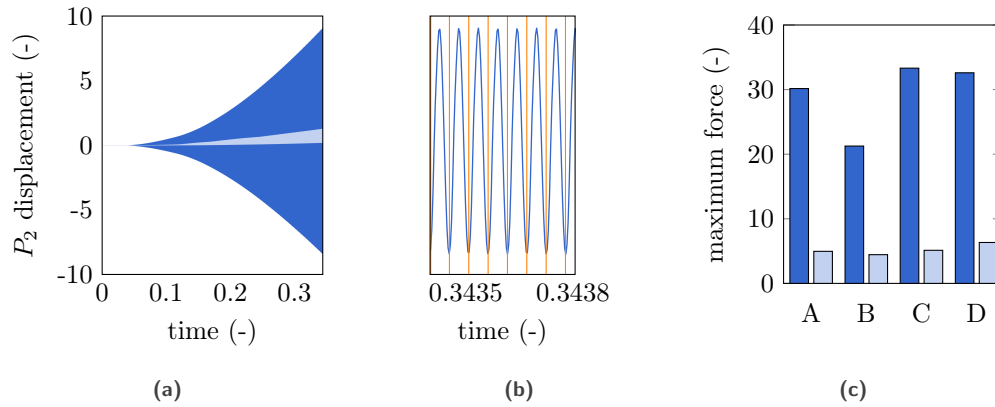 P₂ displacement (-)
10
5
0
-5
-10
0 0.1 0.2 0.3
time (-)
(a)
0.3435 0.3438
time (-)
(b)
maximum force (-)
40
30
20
10
0
A B C D
(c)